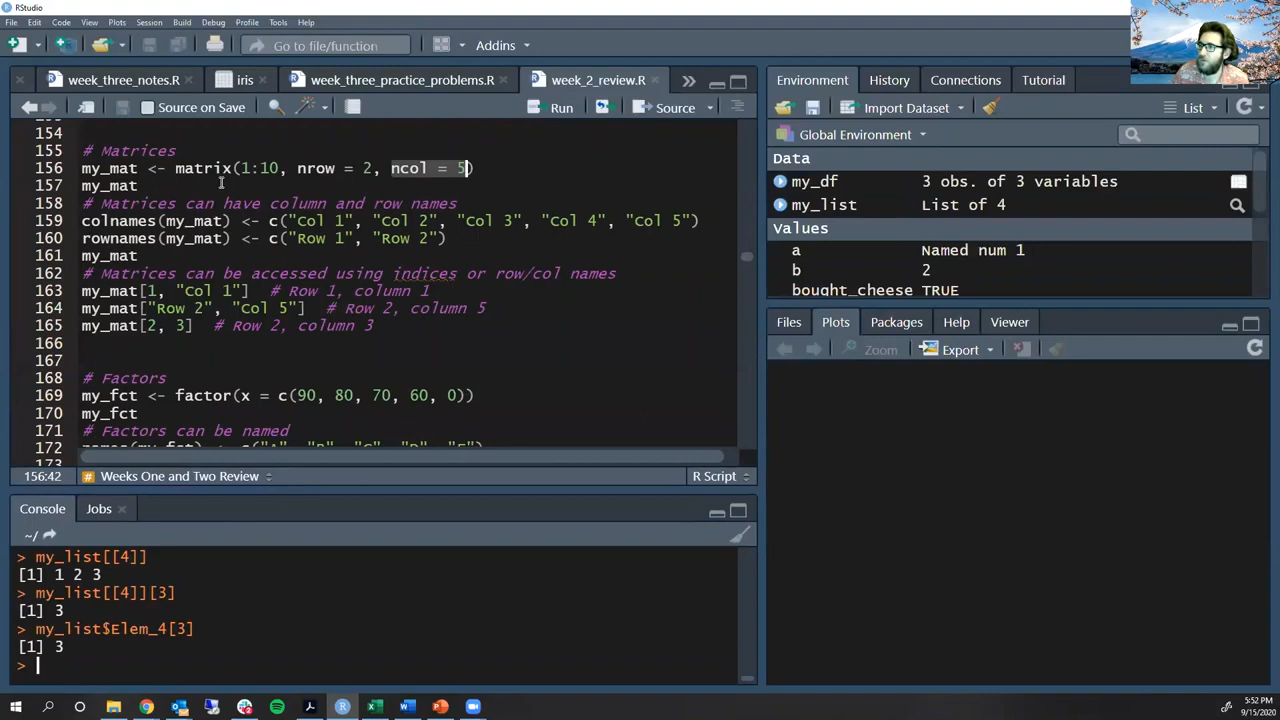 RStudio
File Edit Code View Plots Session Build Debug Profile Tools Help
Go to file/function
Addins
week_three_notes.R
iris
week_three_practice_problems.R
week_2_review.R
Source on Save
Run
Source
154
155 # Matrices
156 my_mat <- matrix(1:10, nrow = 2, ncol = 5)
157 my_mat
158 # Matrices can have column and row names
159 colnames(my_mat) <- c("Col 1", "Col 2", "Col 3", "Col 4", "Col 5")
160 rownames(my_mat) <- c("Row 1", "Row 2")
161 my_mat
162 # Matrices can be accessed using indices or row/col names
163 my_mat[1, "Col 1"] # Row 1, column 1
164 my_mat["Row 2", "Col 5"] # Row 2, column 5
165 my_mat[2, 3] # Row 2, column 3
166
167
168 # Factors
169 my_fct <- factor(x = c(90, 80, 70, 60, 0))
170 my_fct
171 # Factors can be named
172 names(my_fct) <- c("A", "B", "C", "D", "F")
173
156:42
Weeks One and Two Review
R Script
Console Jobs
~/
> my_list[[4]]
[1] 1 2 3
> my_list[[4]][3]
[1] 3
> my_list$Elem_4[3]
[1] 3
>
Environment History Connections Tutorial
Import Dataset
List
Global Environment
Data
my_df 3 obs. of 3 variables
my_list List of 4
Values
a Named num 1
b 2
bought_cheese TRUE
Files Plots Packages Help Viewer
Zoom
Export
5:52 PM
9/15/2020